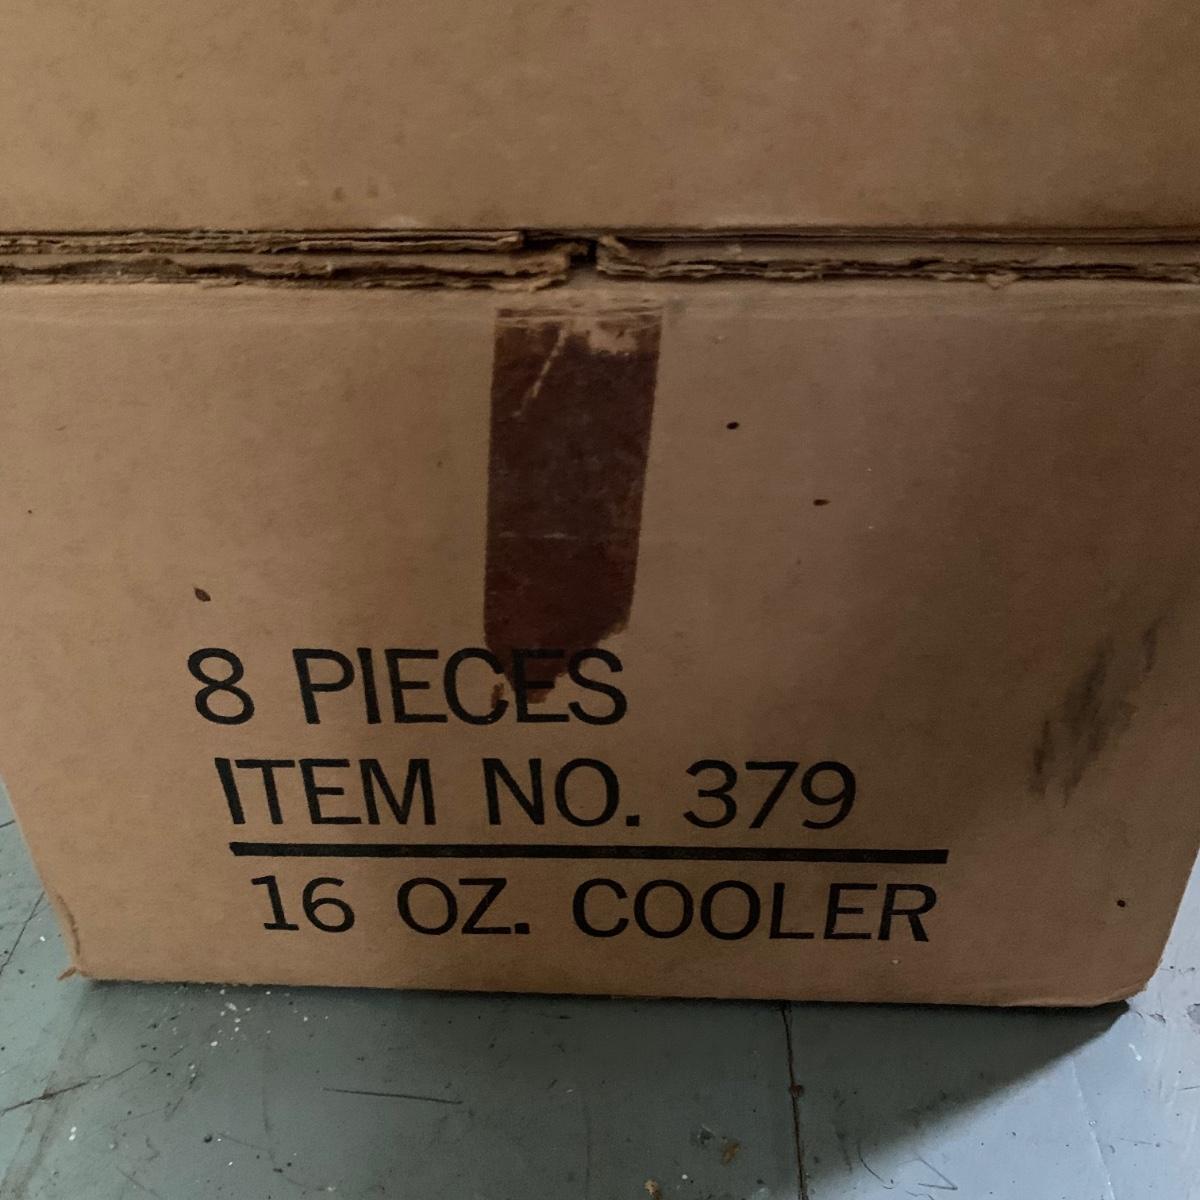 8 PIECES
ITEM NO. 379
16 OZ. COOLER